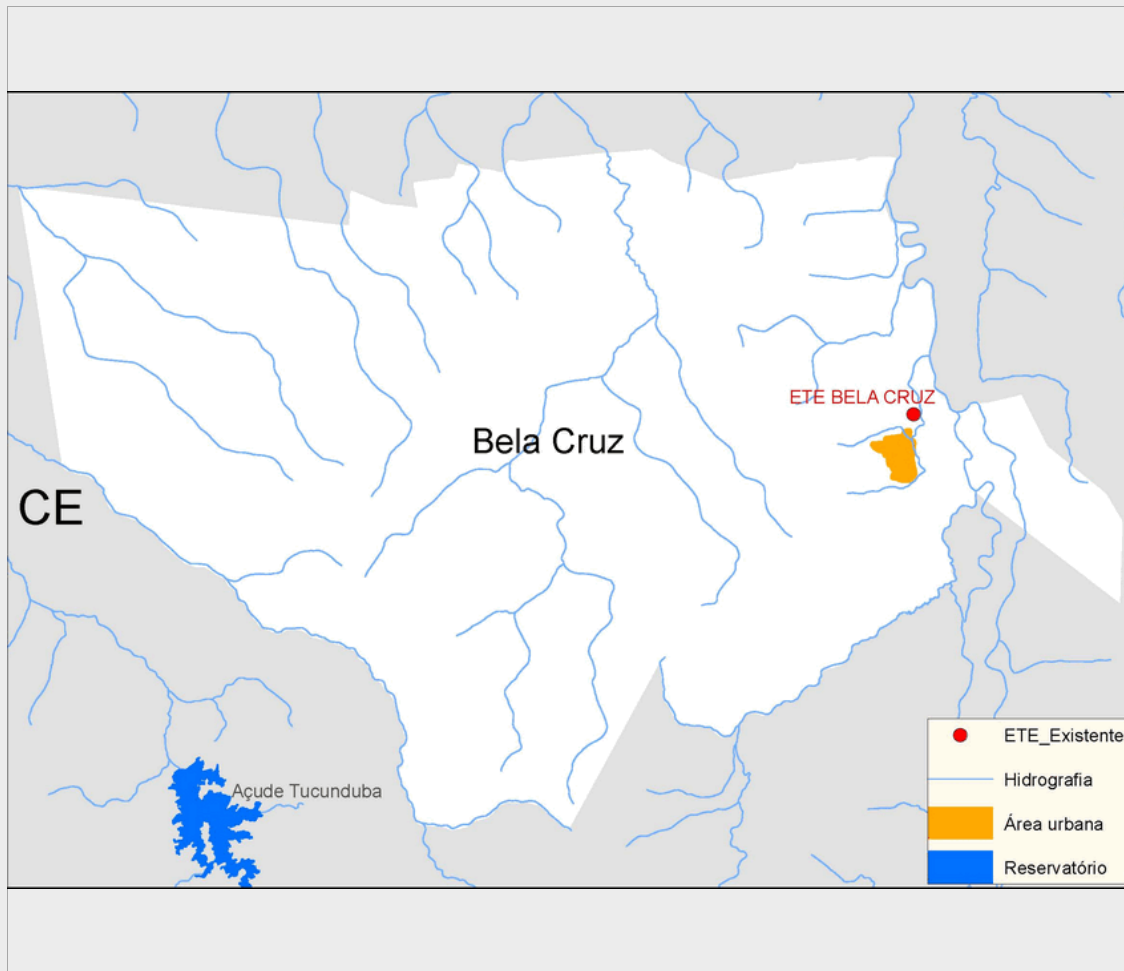 ETE BELA CRUZ
Bela Cruz
CE
Açude Tucunduba
ETE_Existente
Hidrografia
Área urbana
Reservatório